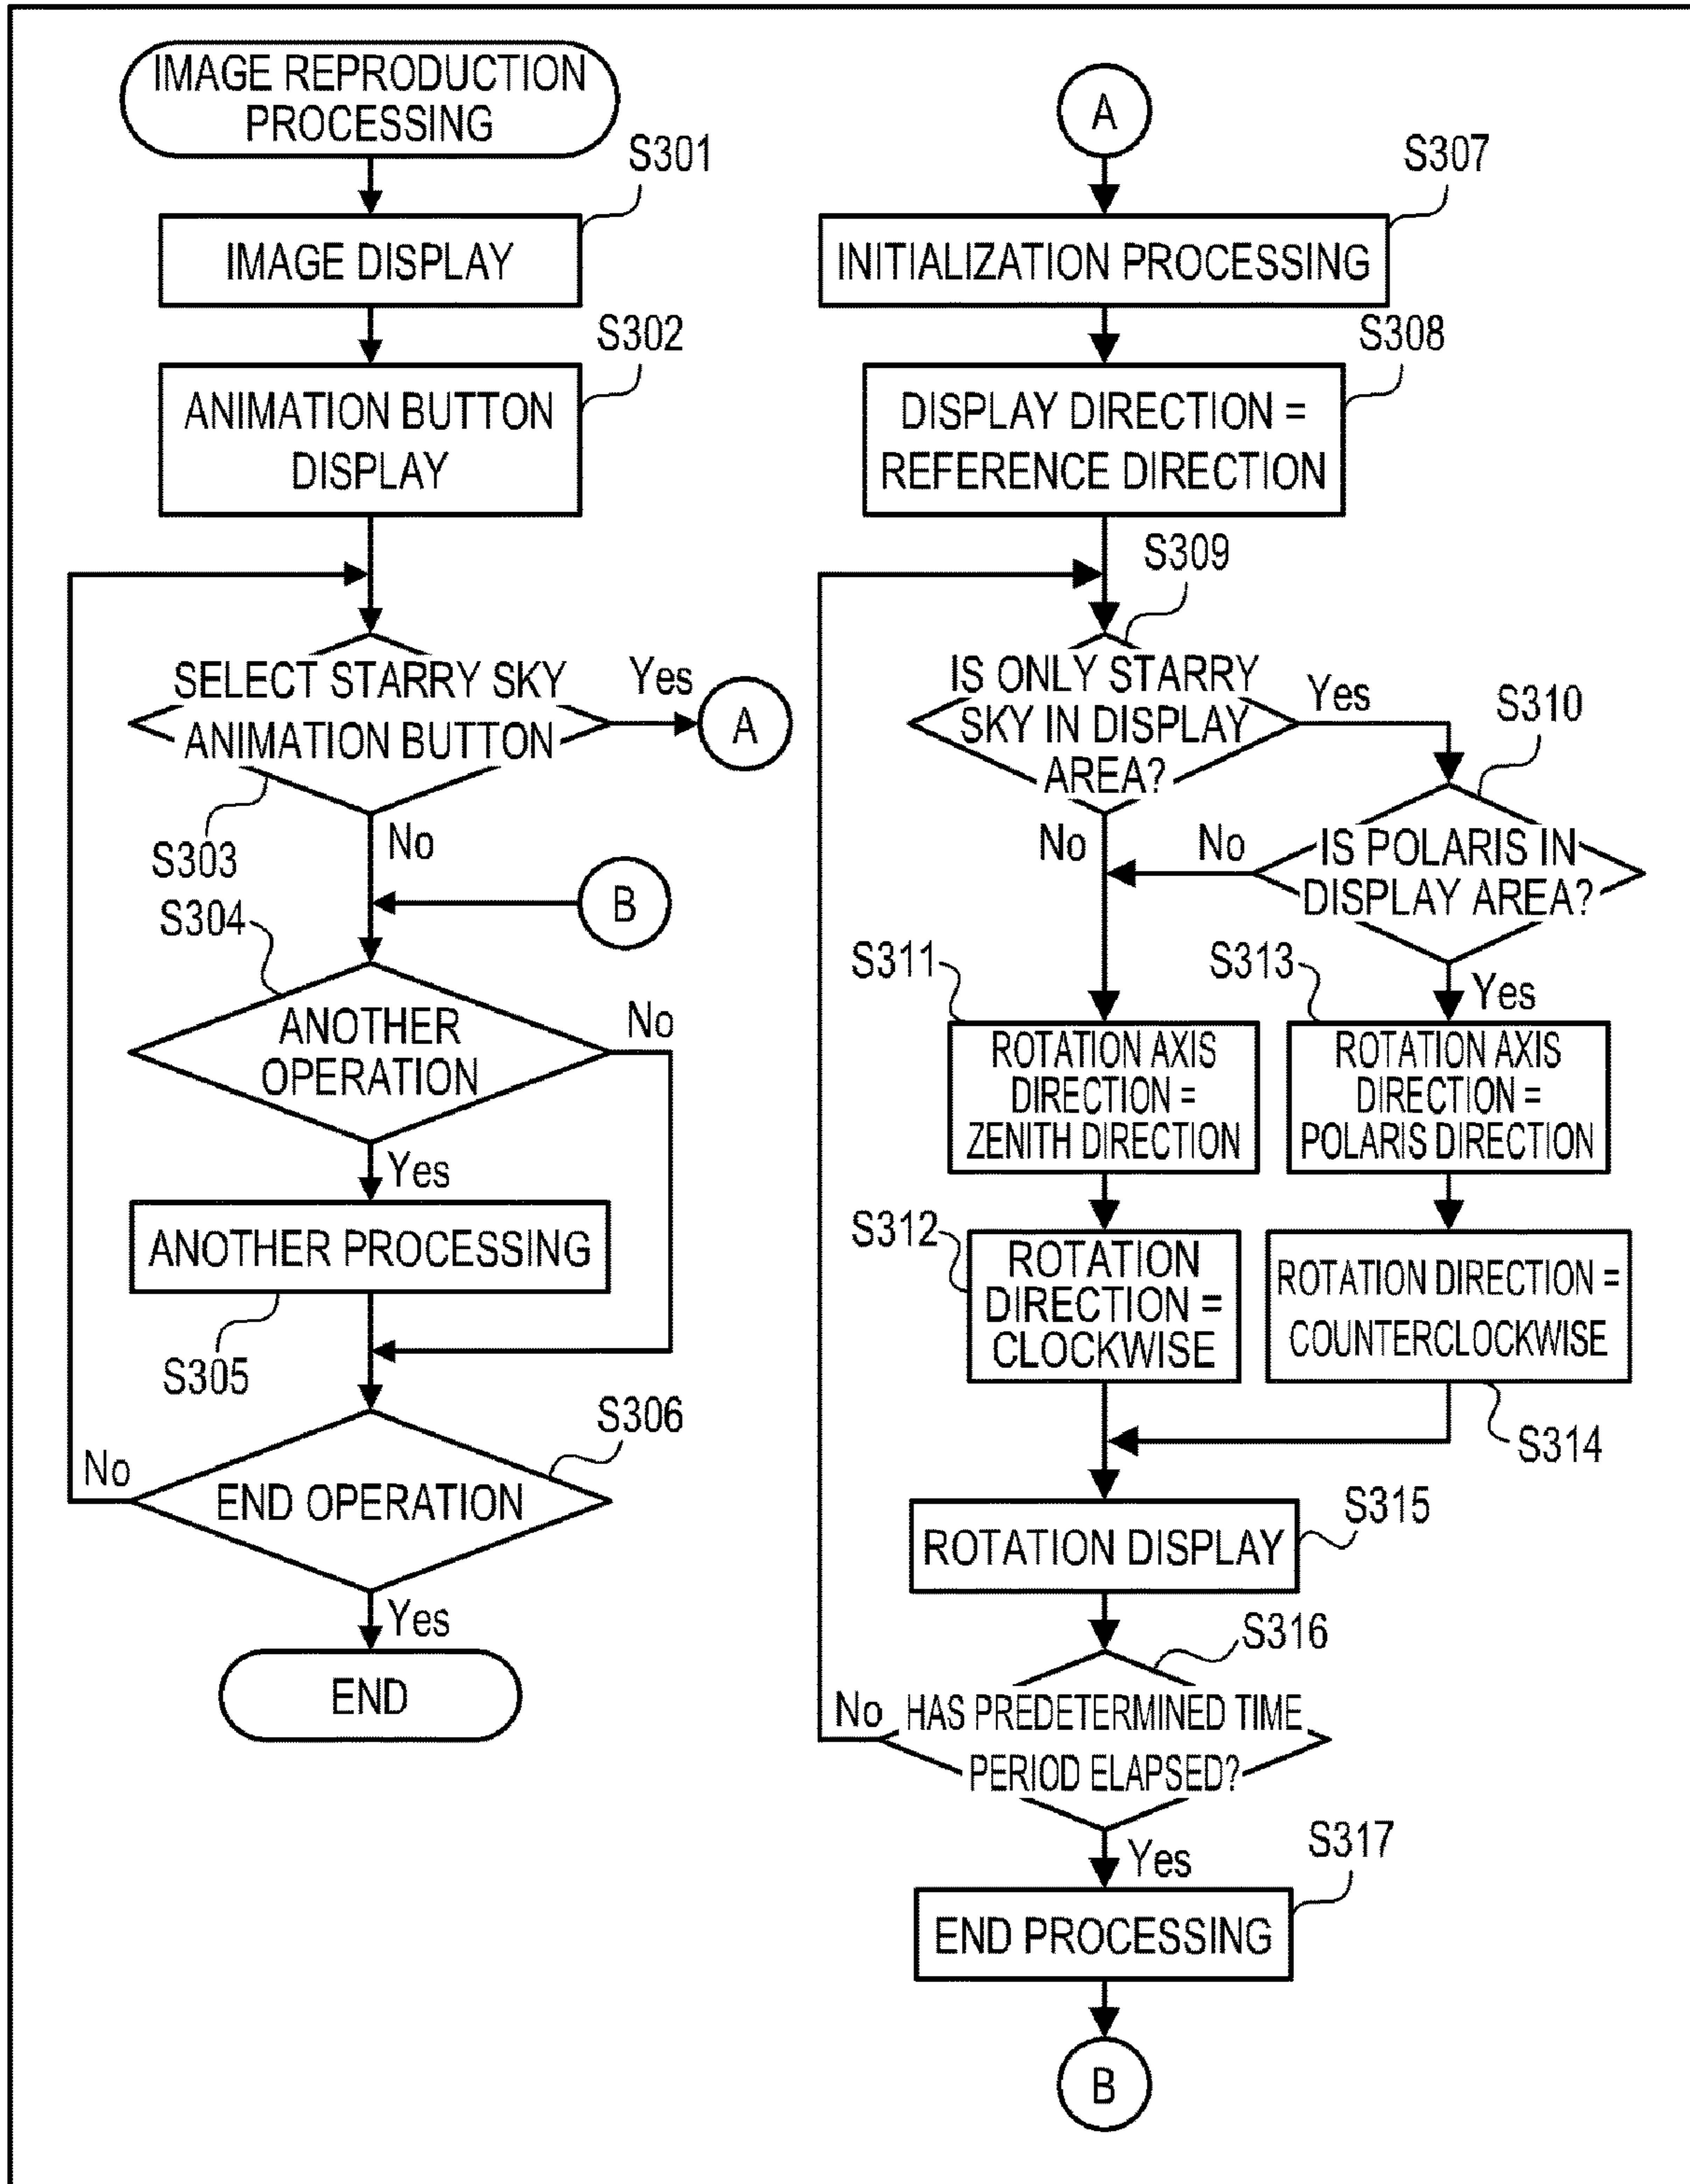 IMAGE REPRODUCTION
PROCESSING
S301
IMAGE DISPLAY
S302
ANIMATION BUTTON
DISPLAY
SELECT STARRY SKY
ANIMATION BUTTON
Yes
A
S303
No
B
S304
ANOTHER
OPERATION
No
Yes
ANOTHER PROCESSING
S305
S306
END OPERATION
No
Yes
END
A
S307
INITIALIZATION PROCESSING
S308
DISPLAY DIRECTION =
REFERENCE DIRECTION
S309
IS ONLY STARRY
SKY IN DISPLAY
AREA?
Yes
S310
No
No
IS POLARIS IN
DISPLAY AREA?
S311
S313
Yes
ROTATION AXIS
DIRECTION =
ZENITH DIRECTION
ROTATION AXIS
DIRECTION =
POLARIS DIRECTION
S312
ROTATION
DIRECTION =
CLOCKWISE
ROTATION DIRECTION =
COUNTERCLOCKWISE
S314
ROTATION DISPLAY
S315
S316
No
HAS PREDETERMINED TIME
PERIOD ELAPSED?
Yes
S317
END PROCESSING
B